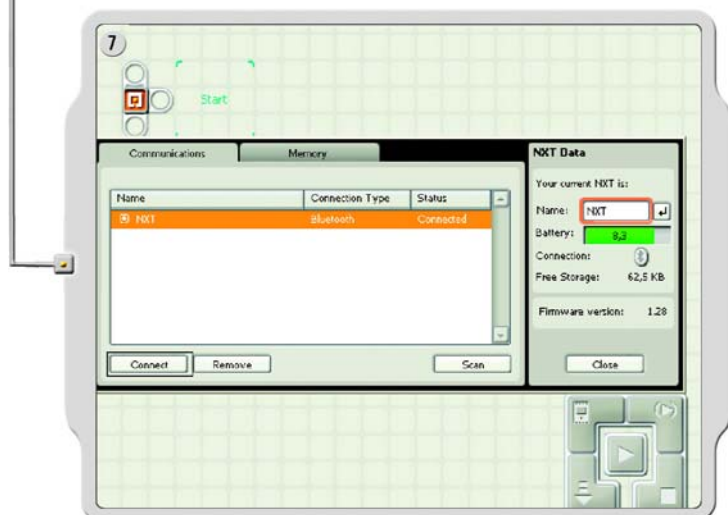 7
Start
Communications Memory
Name Connection Type Status
NXT Bluetooth Connected
Connect Remove Scan
NXT Data
Your current NXT is:
Name: NXT
Battery: 8,3
Connection:
Free Storage: 62,5 KB
Firmware version: 1.28
Close